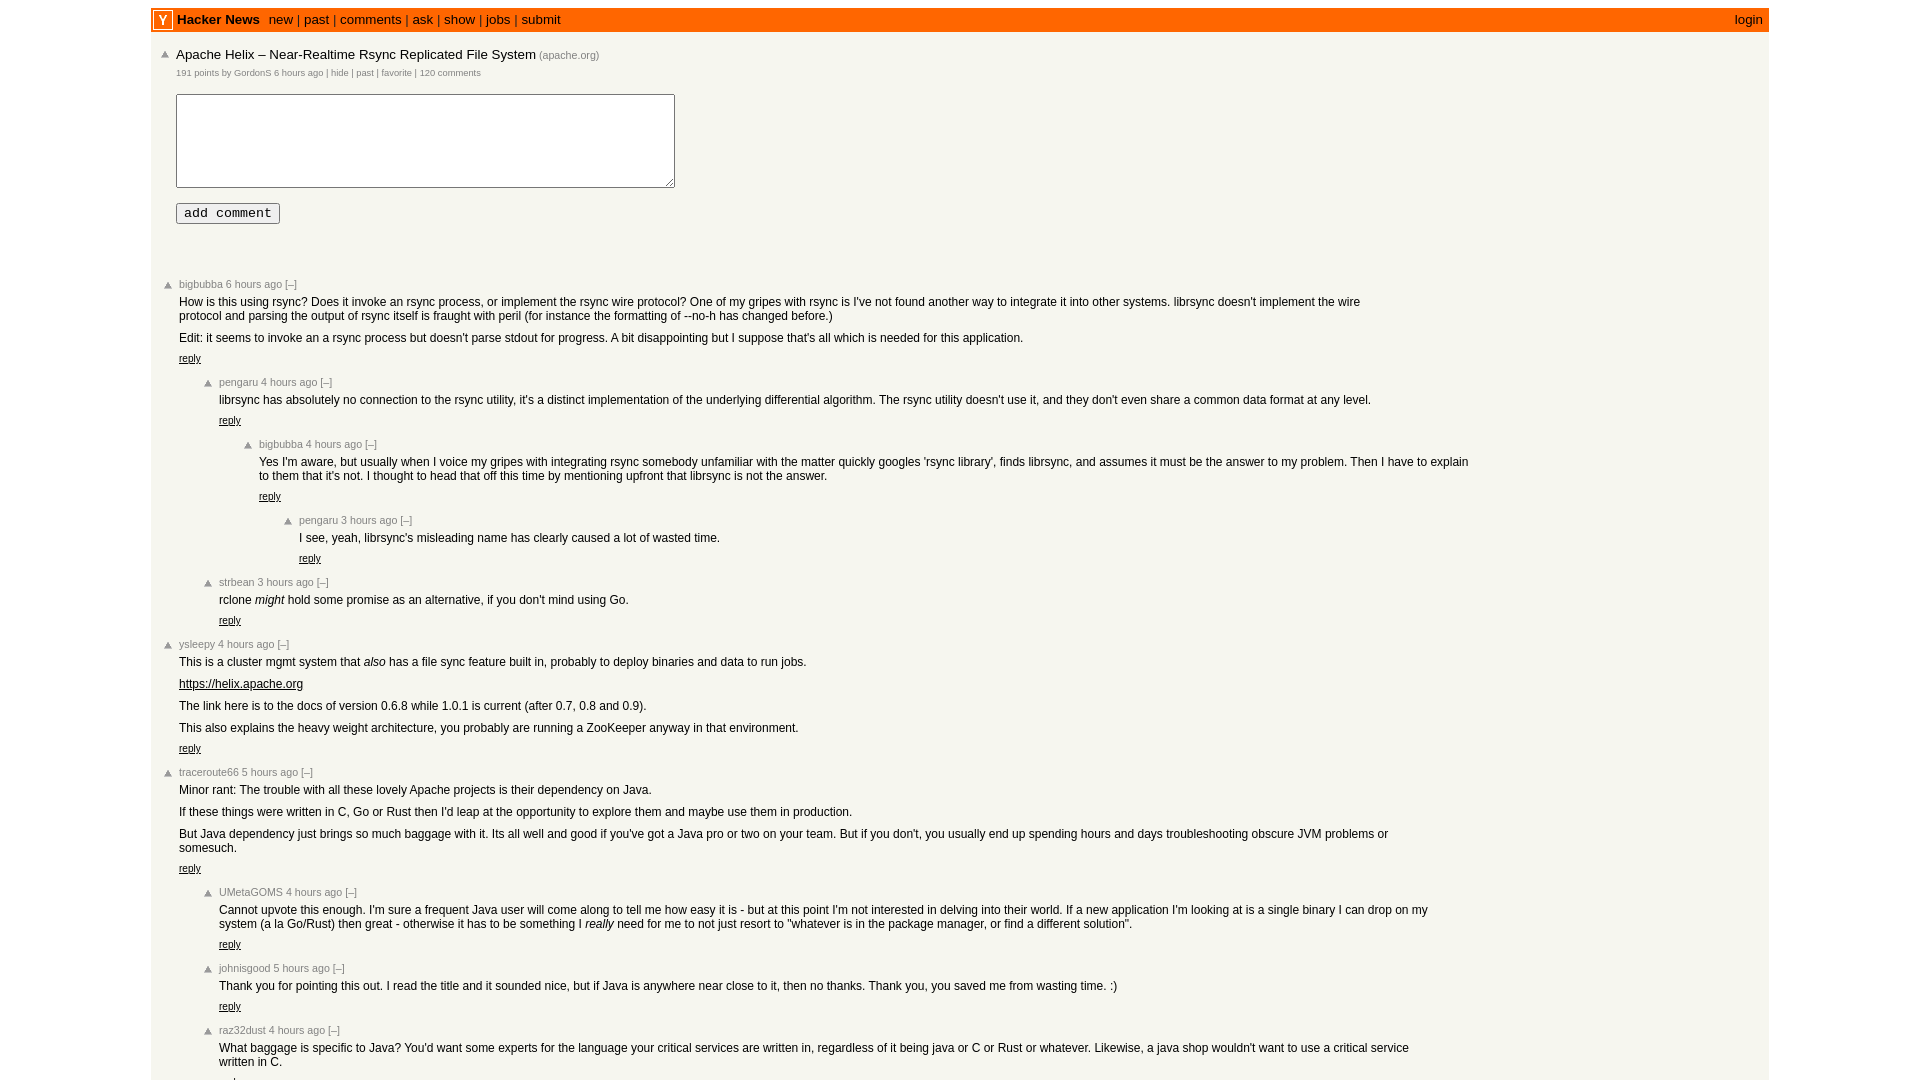 Y Hacker News new | past | comments | ask | show | jobs | submit login
Apache Helix – Near-Realtime Rsync Replicated File System (apache.org)
191 points by GordonS 6 hours ago | hide | past | favorite | 120 comments
add comment
bigbubba 6 hours ago [–]
How is this using rsync? Does it invoke an rsync process, or implement the rsync wire protocol? One of my gripes with rsync is I've not found another way to integrate it into other systems. librsync doesn't implement the wire
protocol and parsing the output of rsync itself is fraught with peril (for instance the formatting of --no-h has changed before.)
Edit: it seems to invoke an a rsync process but doesn't parse stdout for progress. A bit disappointing but I suppose that's all which is needed for this application.
reply
pengaru 4 hours ago [–]
librsync has absolutely no connection to the rsync utility, it's a distinct implementation of the underlying differential algorithm. The rsync utility doesn't use it, and they don't even share a common data format at any level.
reply
bigbubba 4 hours ago [–]
Yes I'm aware, but usually when I voice my gripes with integrating rsync somebody unfamiliar with the matter quickly googles 'rsync library', finds librsync, and assumes it must be the answer to my problem. Then I have to explain
to them that it's not. I thought to head that off this time by mentioning upfront that librsync is not the answer.
reply
pengaru 3 hours ago [–]
I see, yeah, librsync's misleading name has clearly caused a lot of wasted time.
reply
strbean 3 hours ago [–]
rclone might hold some promise as an alternative, if you don't mind using Go.
reply
ysleepy 4 hours ago [–]
This is a cluster mgmt system that also has a file sync feature built in, probably to deploy binaries and data to run jobs.
https://helix.apache.org
The link here is to the docs of version 0.6.8 while 1.0.1 is current (after 0.7, 0.8 and 0.9).
This also explains the heavy weight architecture, you probably are running a ZooKeeper anyway in that environment.
reply
traceroute66 5 hours ago [–]
Minor rant: The trouble with all these lovely Apache projects is their dependency on Java.
If these things were written in C, Go or Rust then I'd leap at the opportunity to explore them and maybe use them in production.
But Java dependency just brings so much baggage with it. Its all well and good if you've got a Java pro or two on your team. But if you don't, you usually end up spending hours and days troubleshooting obscure JVM problems or
somesuch.
reply
UMetaGOMS 4 hours ago [–]
Cannot upvote this enough. I'm sure a frequent Java user will come along to tell me how easy it is - but at this point I'm not interested in delving into their world. If a new application I'm looking at is a single binary I can drop on my
system (a la Go/Rust) then great - otherwise it has to be something I really need for me to not just resort to "whatever is in the package manager, or find a different solution".
reply
johnisgood 5 hours ago [–]
Thank you for pointing this out. I read the title and it sounded nice, but if Java is anywhere near close to it, then no thanks. Thank you, you saved me from wasting time. :)
reply
raz32dust 4 hours ago [–]
What baggage is specific to Java? You'd want some experts for the language your critical services are written in, regardless of it being java or C or Rust or whatever. Likewise, a java shop wouldn't want to use a critical service
written in C.